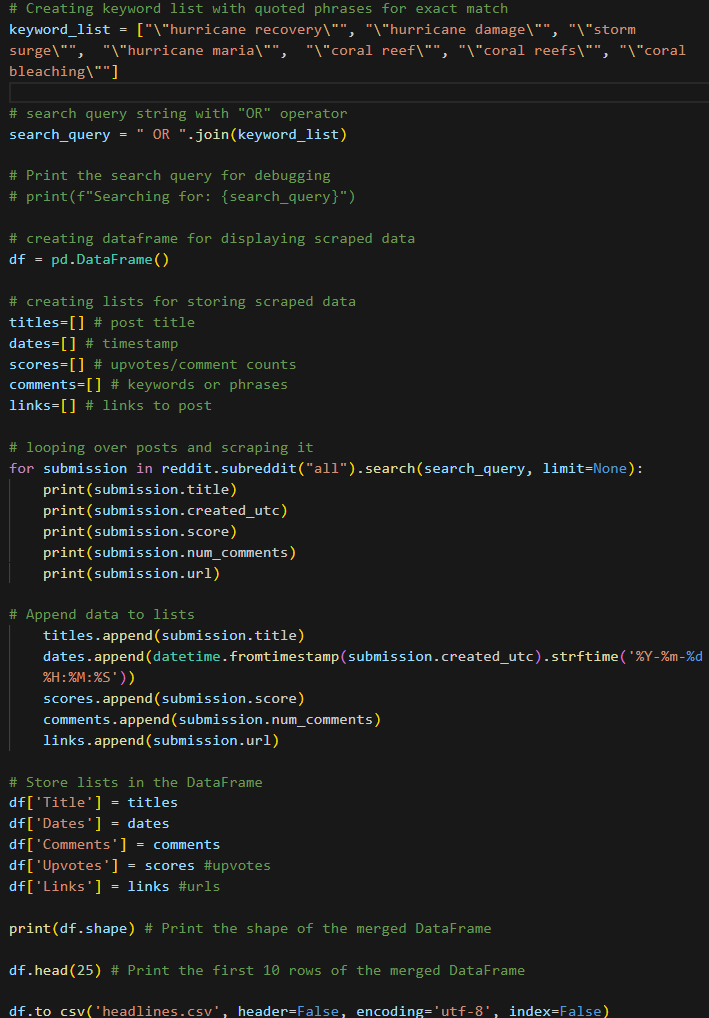 # Creating keyword list with quoted phrases for exact match
keyword_list = ["\"hurricane recovery\"", "\"hurricane damage\"", "\"storm
surge\"",  "\"hurricane maria\"",  "\"coral reef\"", "\"coral reefs\"", "\"coral
bleaching\""]
# search query string with "OR" operator
search_query = " OR ".join(keyword_list)
# Print the search query for debugging
# print(f"Searching for: {search_query}")
# creating dataframe for displaying scraped data
df = pd.DataFrame()
# creating lists for storing scraped data
titles=[] # post title
dates=[] # timestamp
scores=[] # upvotes/comment counts
comments=[] # keywords or phrases
links=[] # links to post
# looping over posts and scraping it
for submission in reddit.subreddit("all").search(search_query, limit=None):
    print(submission.title)
    print(submission.created_utc)
    print(submission.score)
    print(submission.num_comments)
    print(submission.url)
# Append data to lists
    titles.append(submission.title)
    dates.append(datetime.fromtimestamp(submission.created_utc).strftime('%Y-%m-%d
    %H:%M:%S'))
    scores.append(submission.score)
    comments.append(submission.num_comments)
    links.append(submission.url)
# Store lists in the DataFrame
df['Title'] = titles
df['Dates'] = dates
df['Comments'] = comments
df['Upvotes'] = scores #upvotes
df['Links'] = links #urls
print(df.shape) # Print the shape of the merged DataFrame
df.head(25) # Print the first 10 rows of the merged DataFrame
df.to_csv('headlines.csv', header=False, encoding='utf-8', index=False)